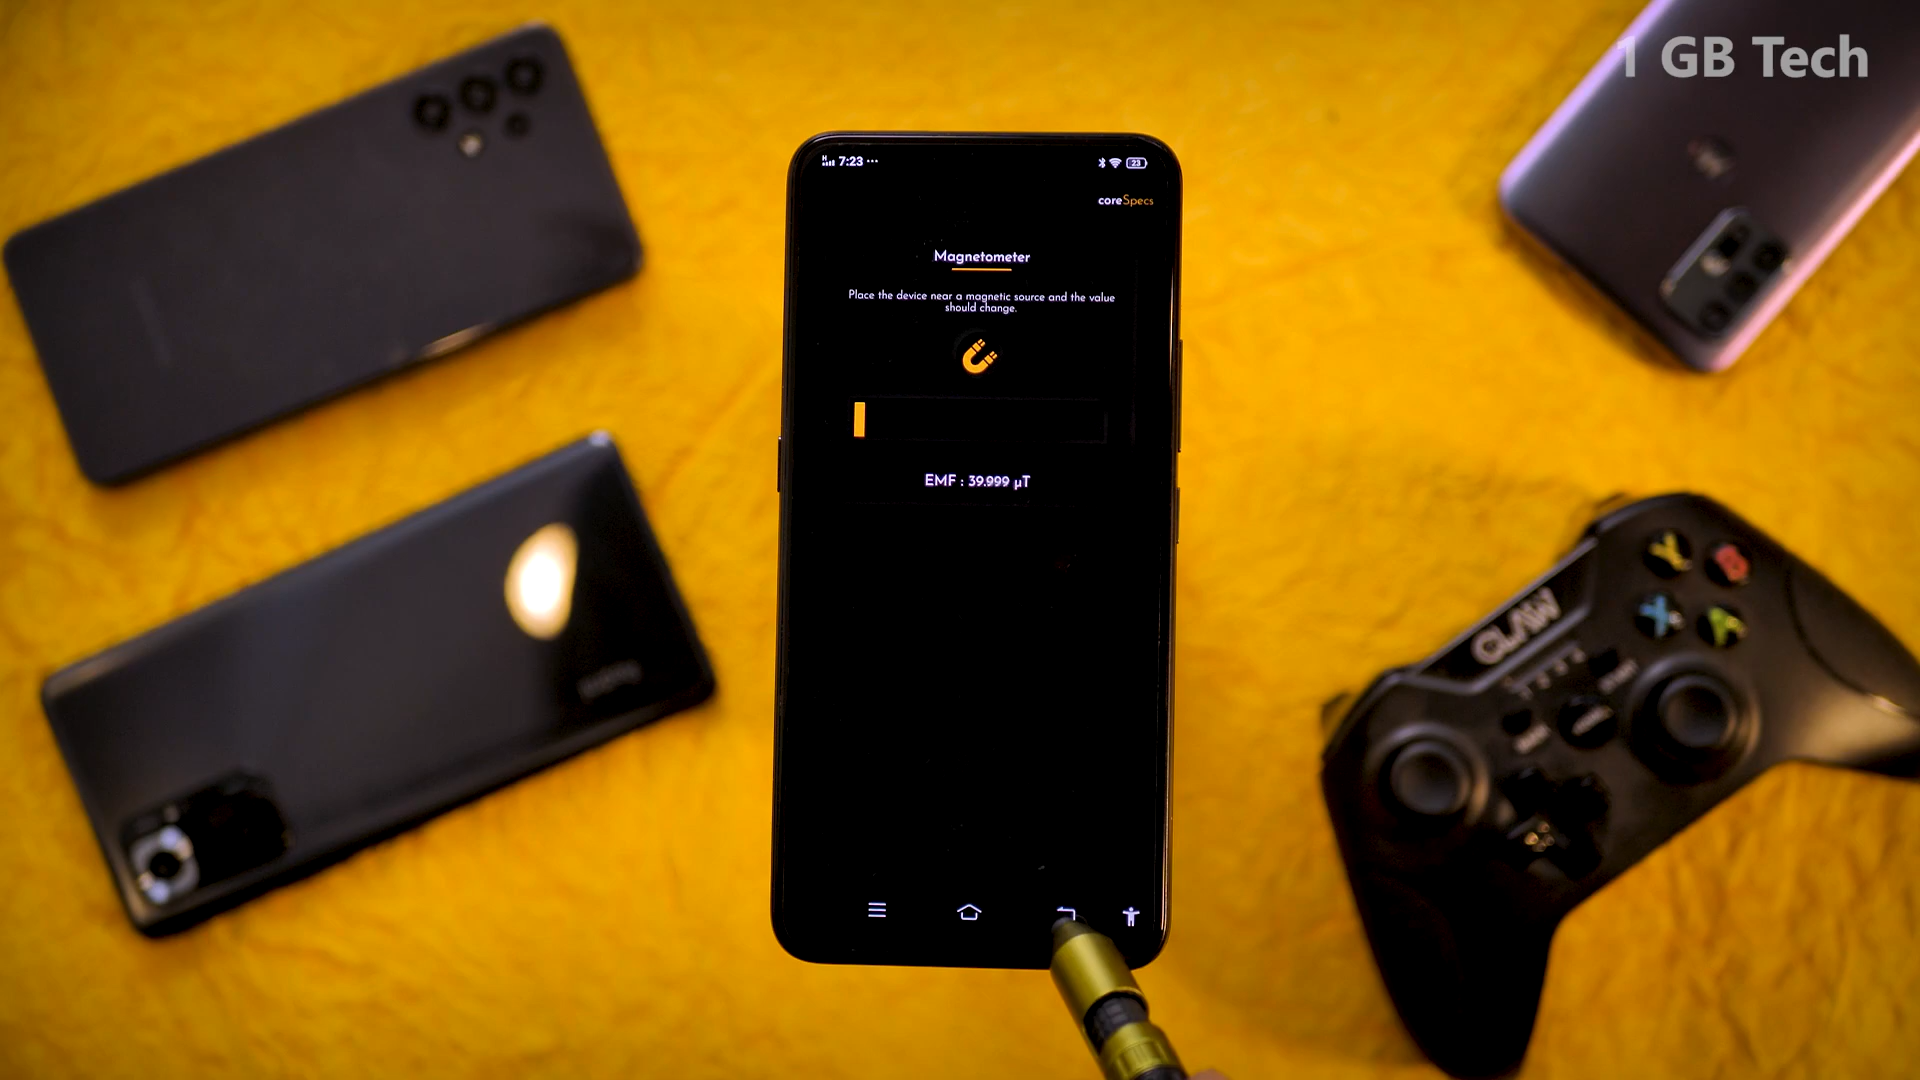 1 GB Tech
H 7:23 ...
23
coreSpecs
Magnetometer
Place the device near a magnetic source and the value
should change.
EMF : 39.999 µT
Y
B
X
A
CLAW